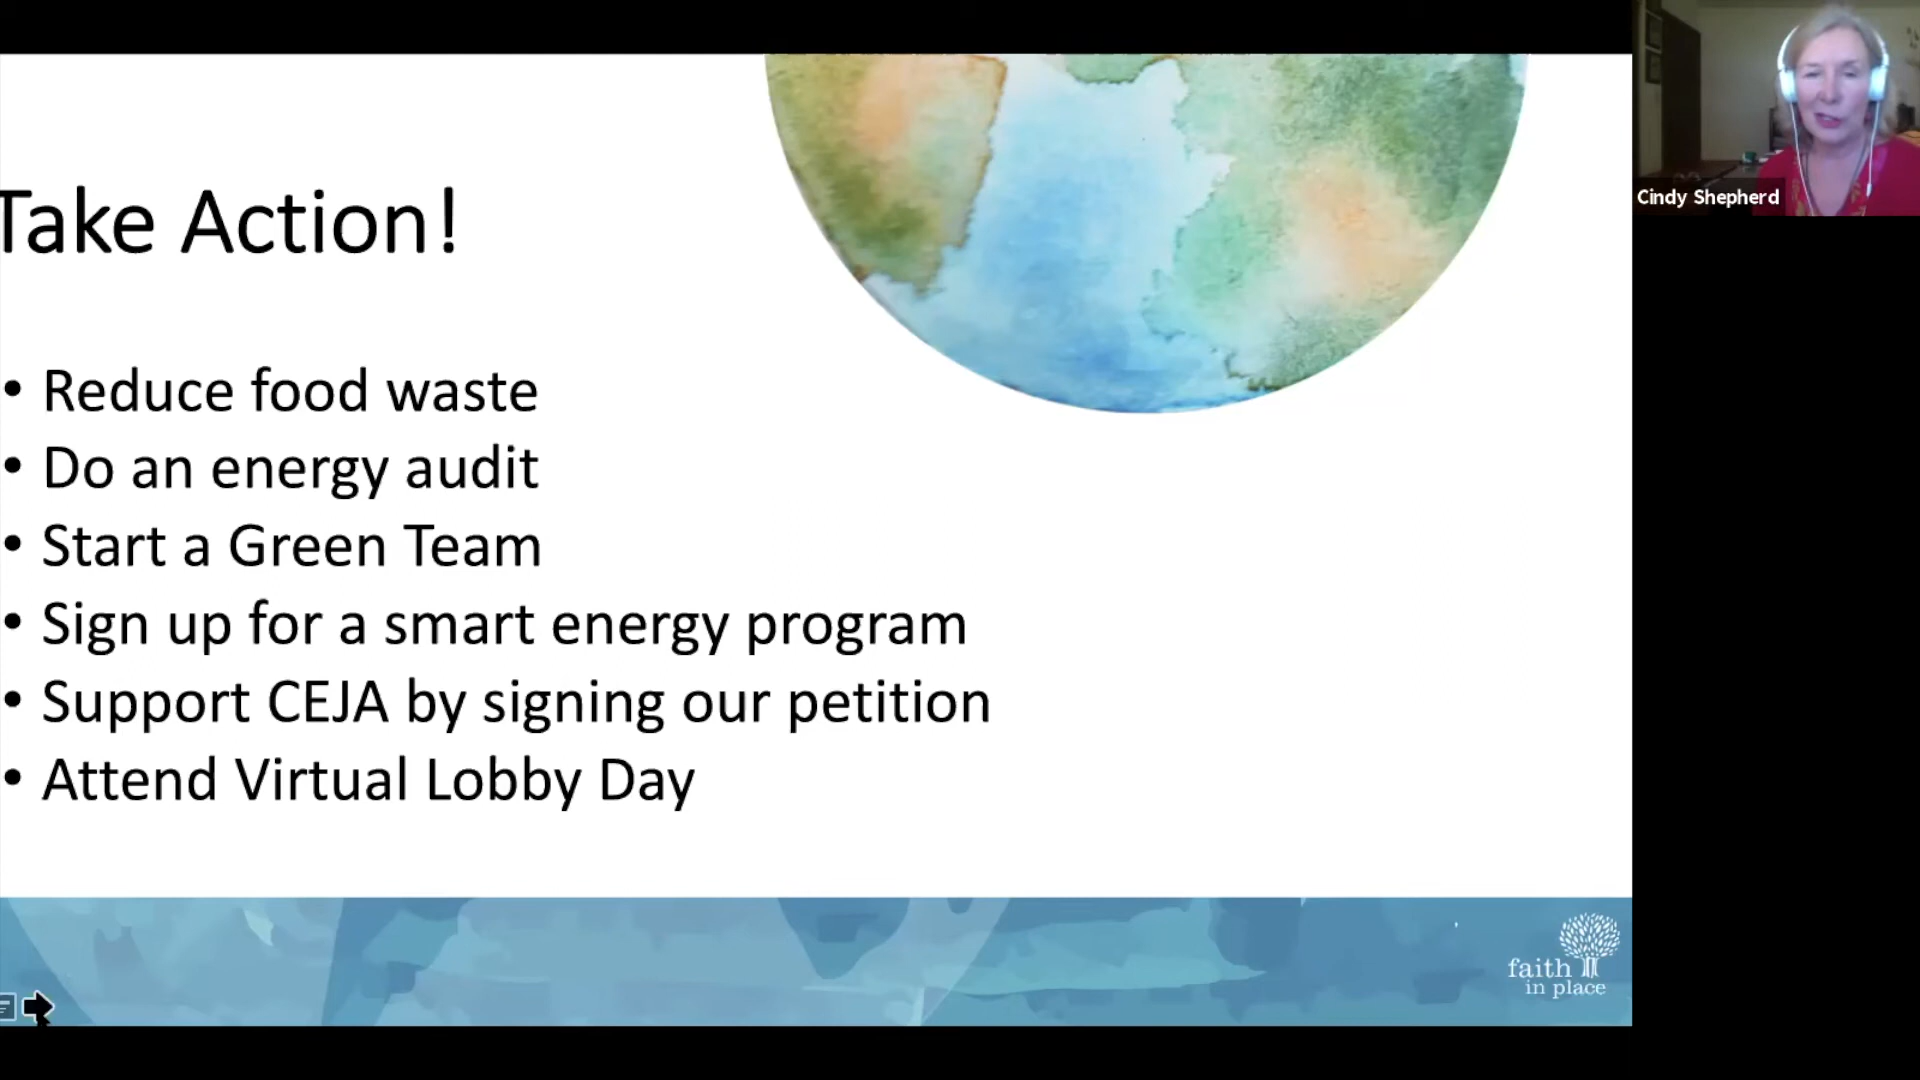 Take Action!
• Reduce food waste
• Do an energy audit
• Start a Green Team
• Sign up for a smart energy program
• Support CEJA by signing our petition
• Attend Virtual Lobby Day
faith
in place
Cindy Shepherd